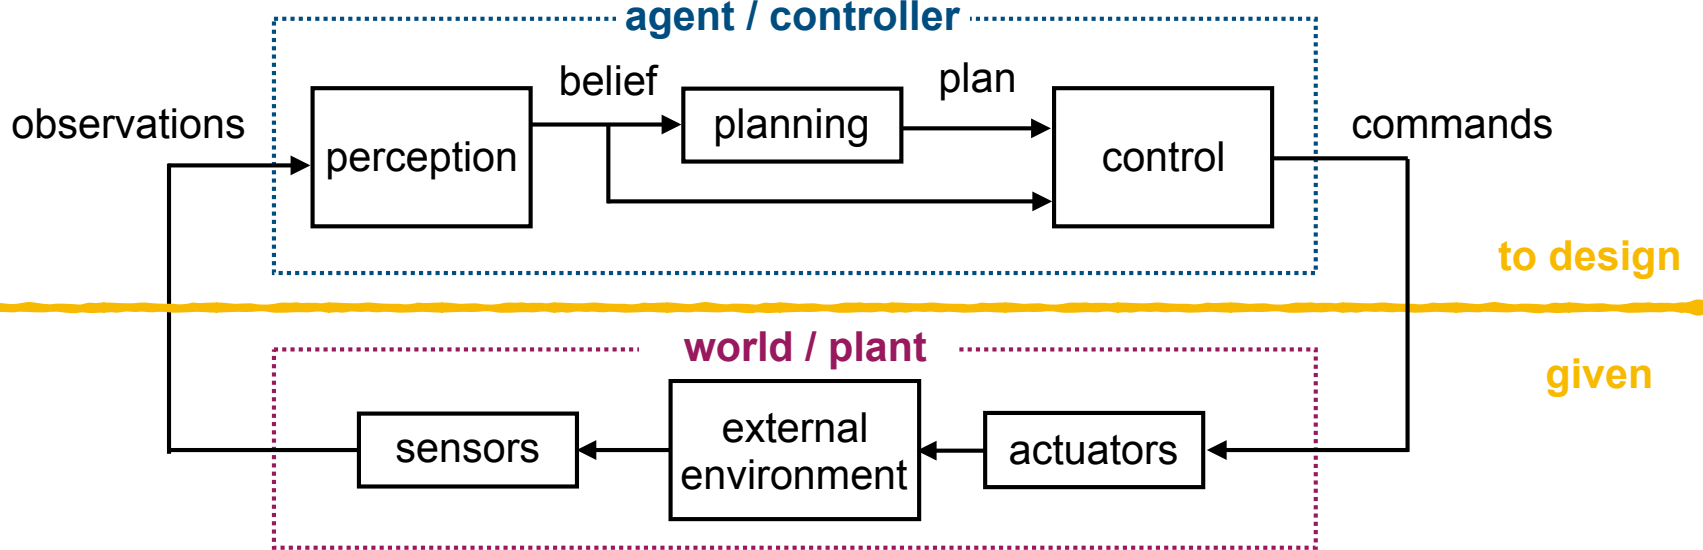 agent / controller
belief
plan
observations
perception
planning
control
commands
to design
world / plant
given
sensors
external
environment
actuators